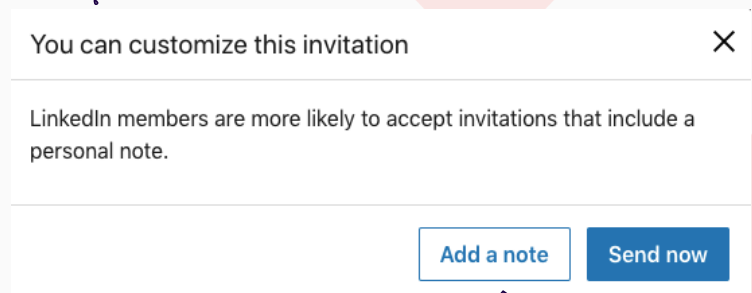 You can customize this invitation
LinkedIn members are more likely to accept invitations that include a
personal note.
Add a note
Send now